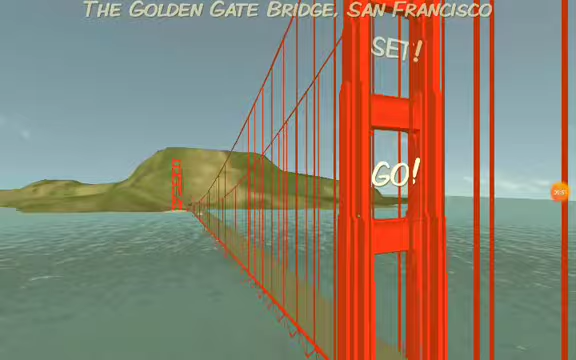 THE GOLDEN GATE BRIDGE, SAN FRANCISCO
SET!
GO!